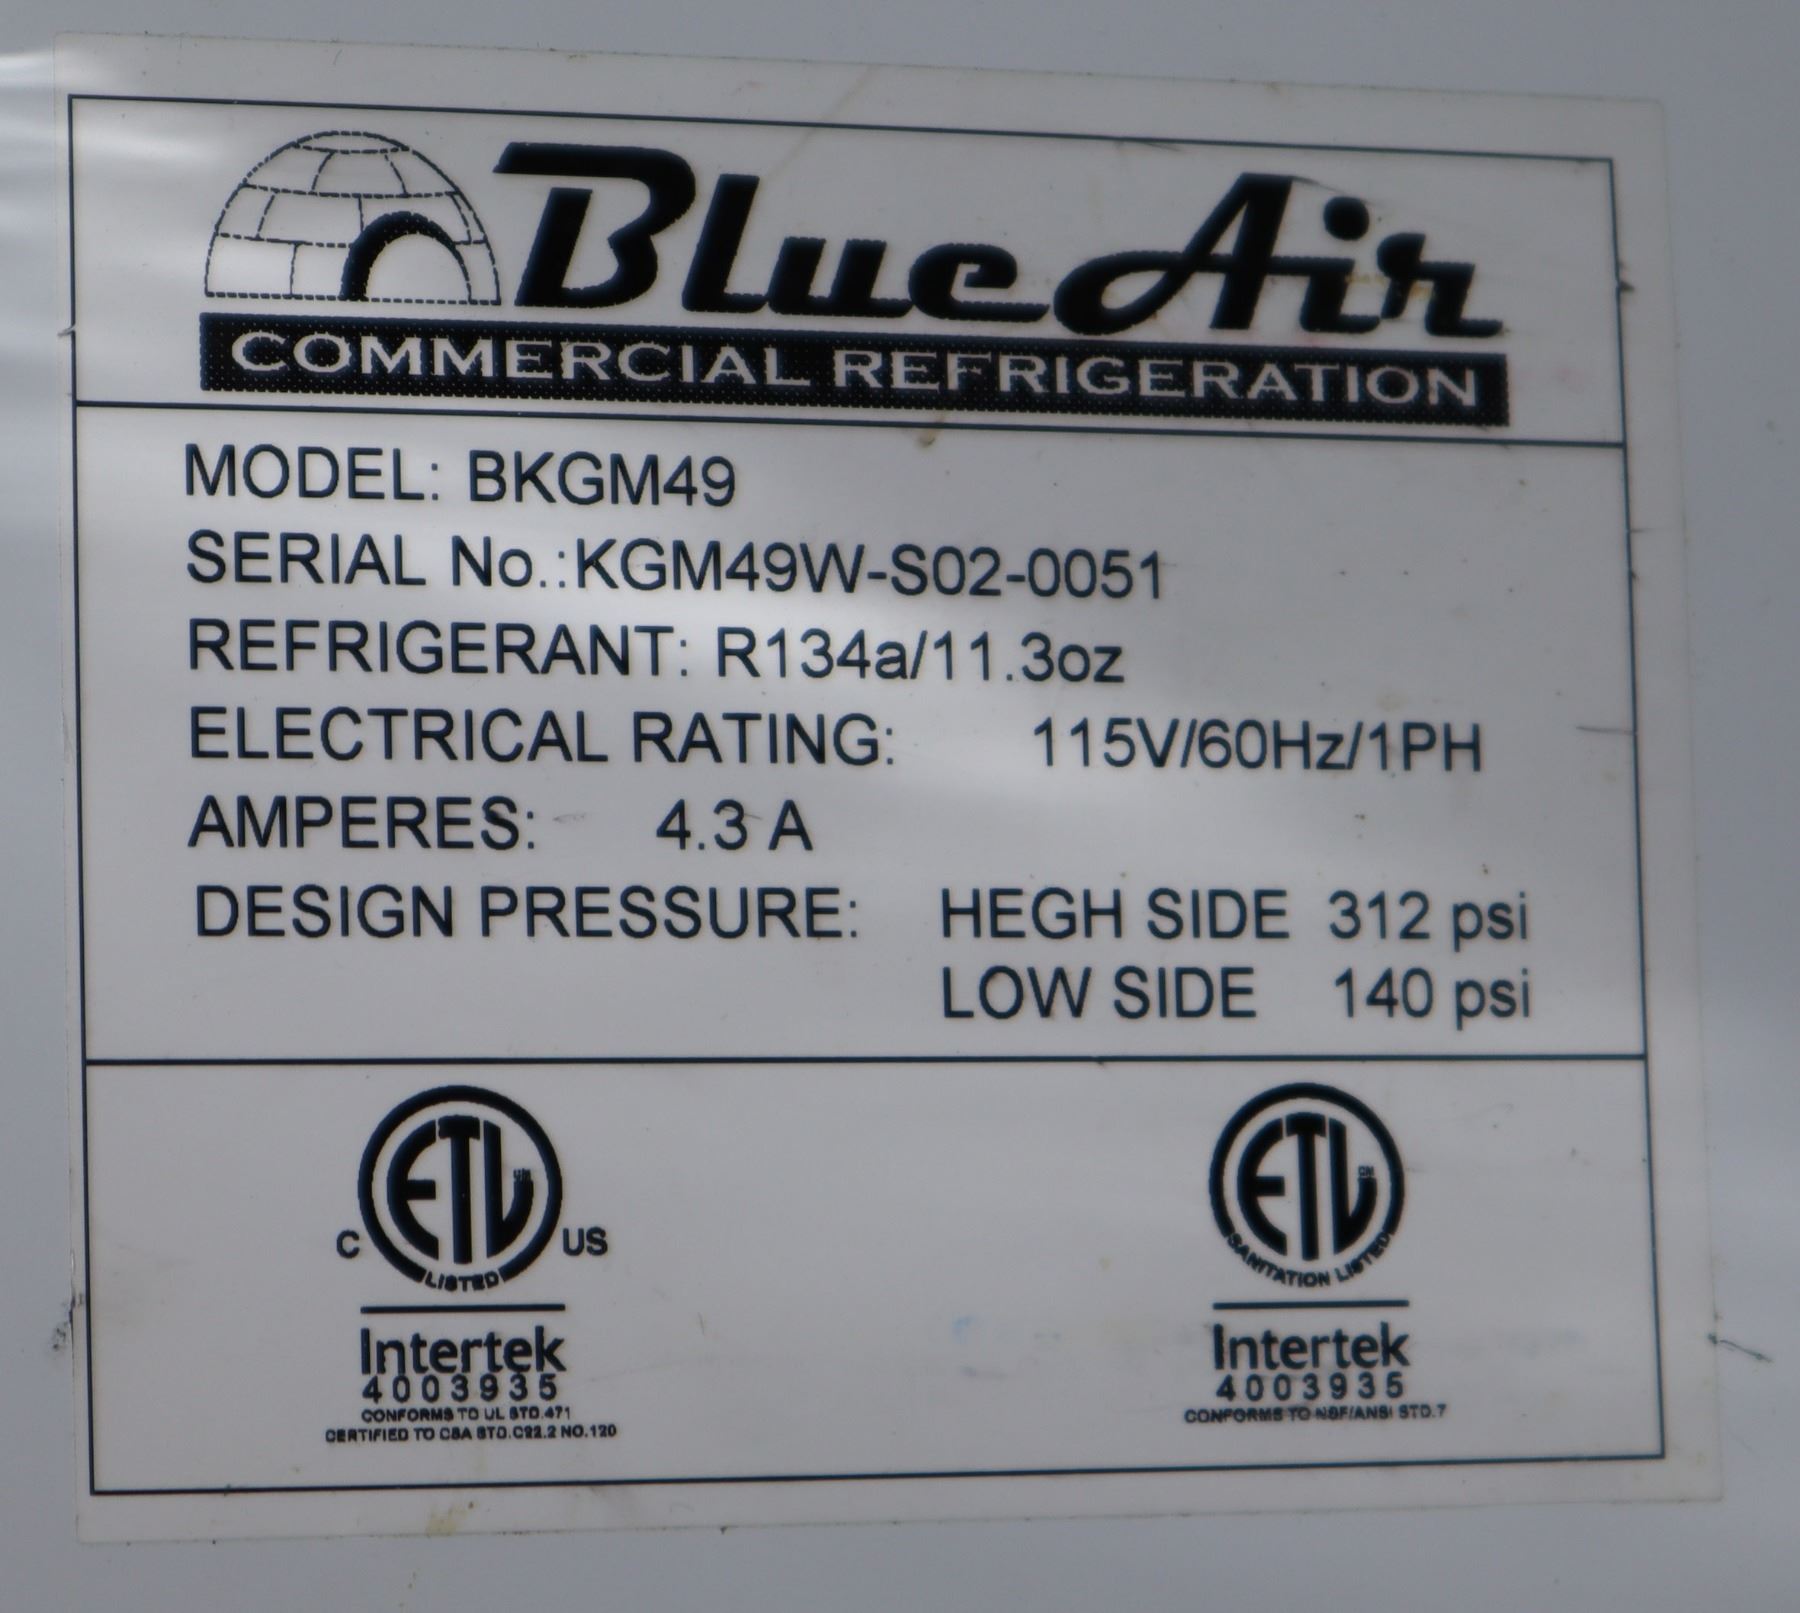 Blue Air
COMMERCIAL REFRIGERATION
MODEL: BKGM49
SERIAL No.:KGM49W-S02-0051
REFRIGERANT: R134a/11.3oz
ELECTRICAL RATING: 115V/60Hz/1PH
AMPERES: 4.3 A
DESIGN PRESSURE: HEGH SIDE 312 psi
LOW SIDE 140 psi
C ETL CM US
LISTED
Intertek
4003935
CONFORMS TO UL STD.471
CERTIFIED TO CSA STD.C22.2 NO.120
ETL CM
SANITATION LISTED
Intertek
4003935
CONFORMS TO NSF/ANSI STD.7